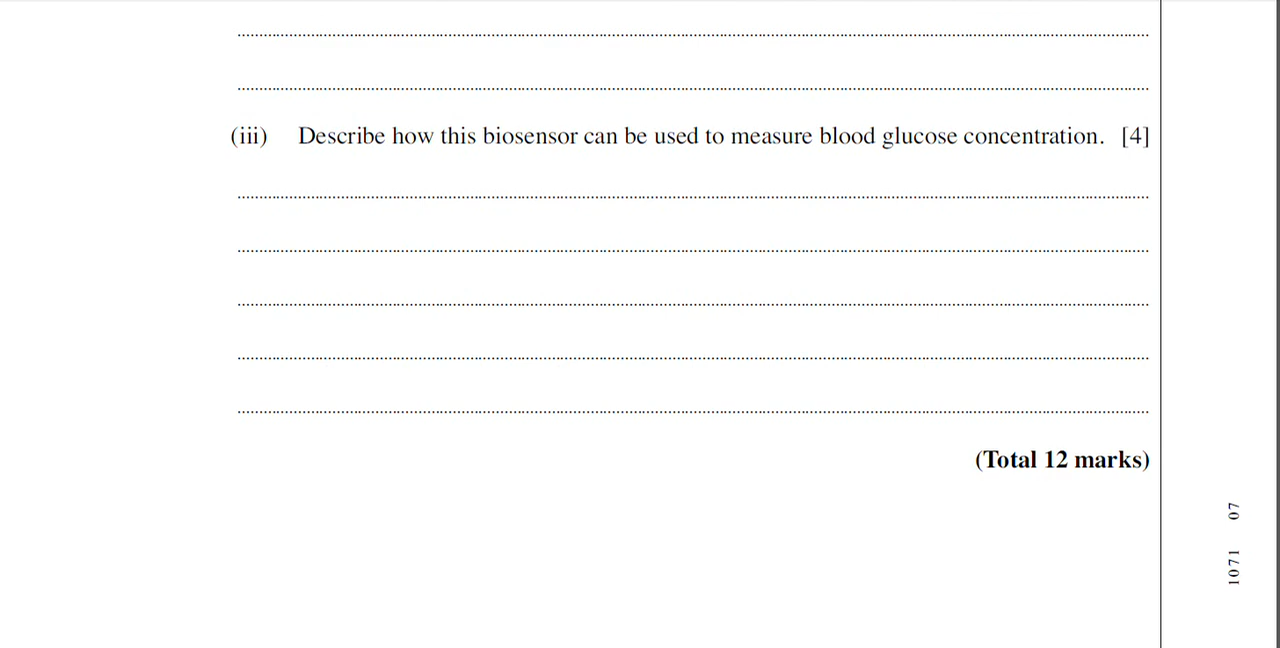 (iii) Describe how this biosensor can be used to measure blood glucose concentration. [4]
(Total 12 marks)
1071 07